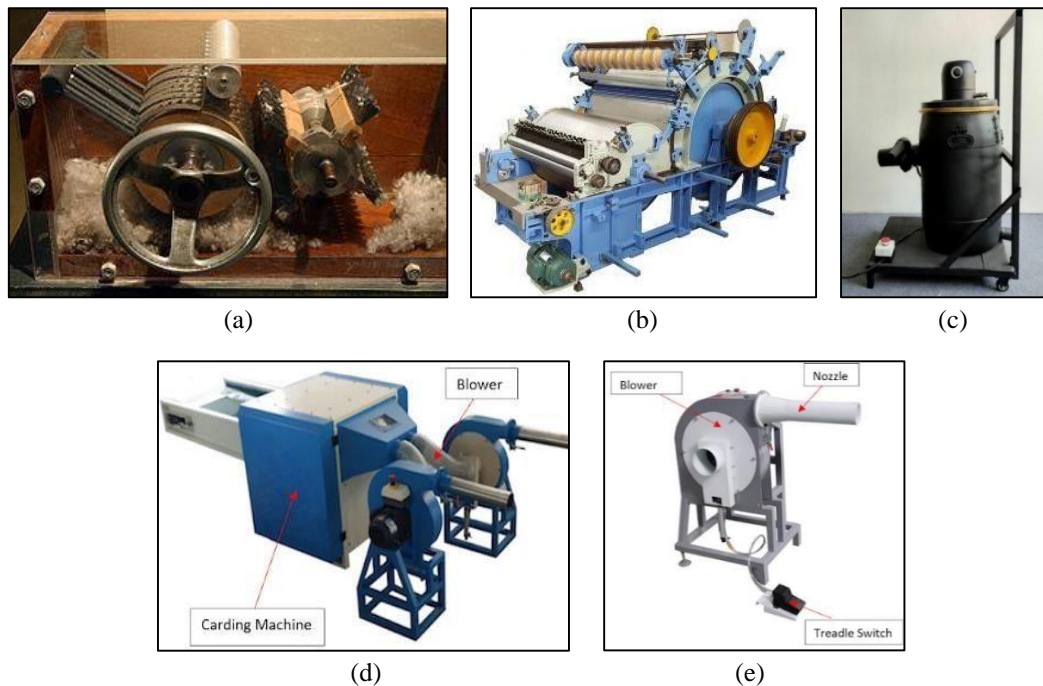 (a)
(b)
(c)
Blower
Carding Machine
(d)
Blower
Nozzle
Treadle Switch
(e)